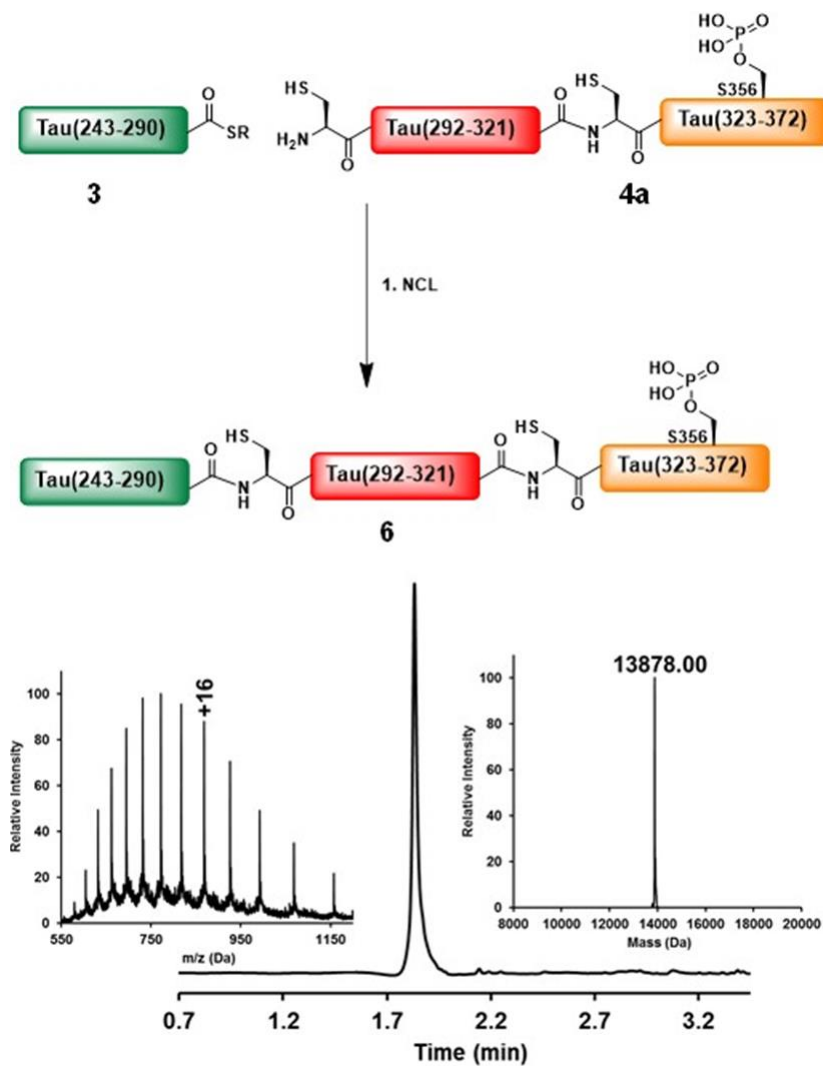 HO
P
O
HO
O
HS
S356
O
HS
Tau(243-290)
SR
H₂N
O
Tau(292-321)
O
N
H
O
Tau(323-372)
3
4a
1. NCL
HO
P
O
HO
O
HS
HS
S356
O
O
Tau(243-290)
N
H
O
Tau(292-321)
N
H
O
Tau(323-372)
6
+16
13878.00
Relative Intensity
100
80
60
40
20
0
550
750
950
1150
m/z (Da)
Relative Intensity
100
80
60
40
20
0
8000
10000
12000
14000
16000
18000
20000
Mass (Da)
0.7
1.2
1.7
2.2
2.7
3.2
Time (min)